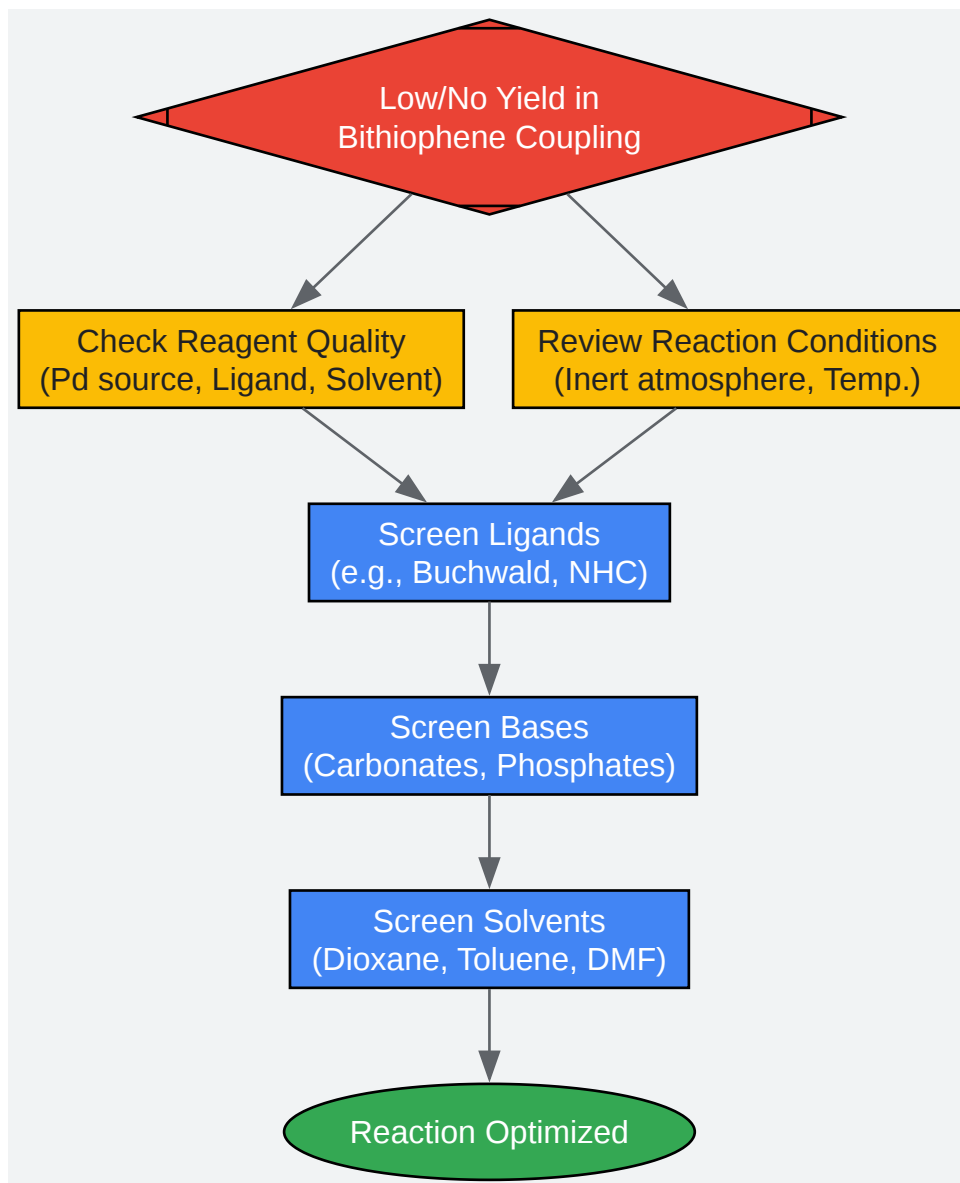 Low/No Yield in
Bithiophene Coupling
Check Reagent Quality
(Pd source, Ligand, Solvent)
Review Reaction Conditions
(Inert atmosphere, Temp.)
Screen Ligands
(e.g., Buchwald, NHC)
Screen Bases
(Carbonates, Phosphates)
Screen Solvents
(Dioxane, Toluene, DMF)
Reaction Optimized